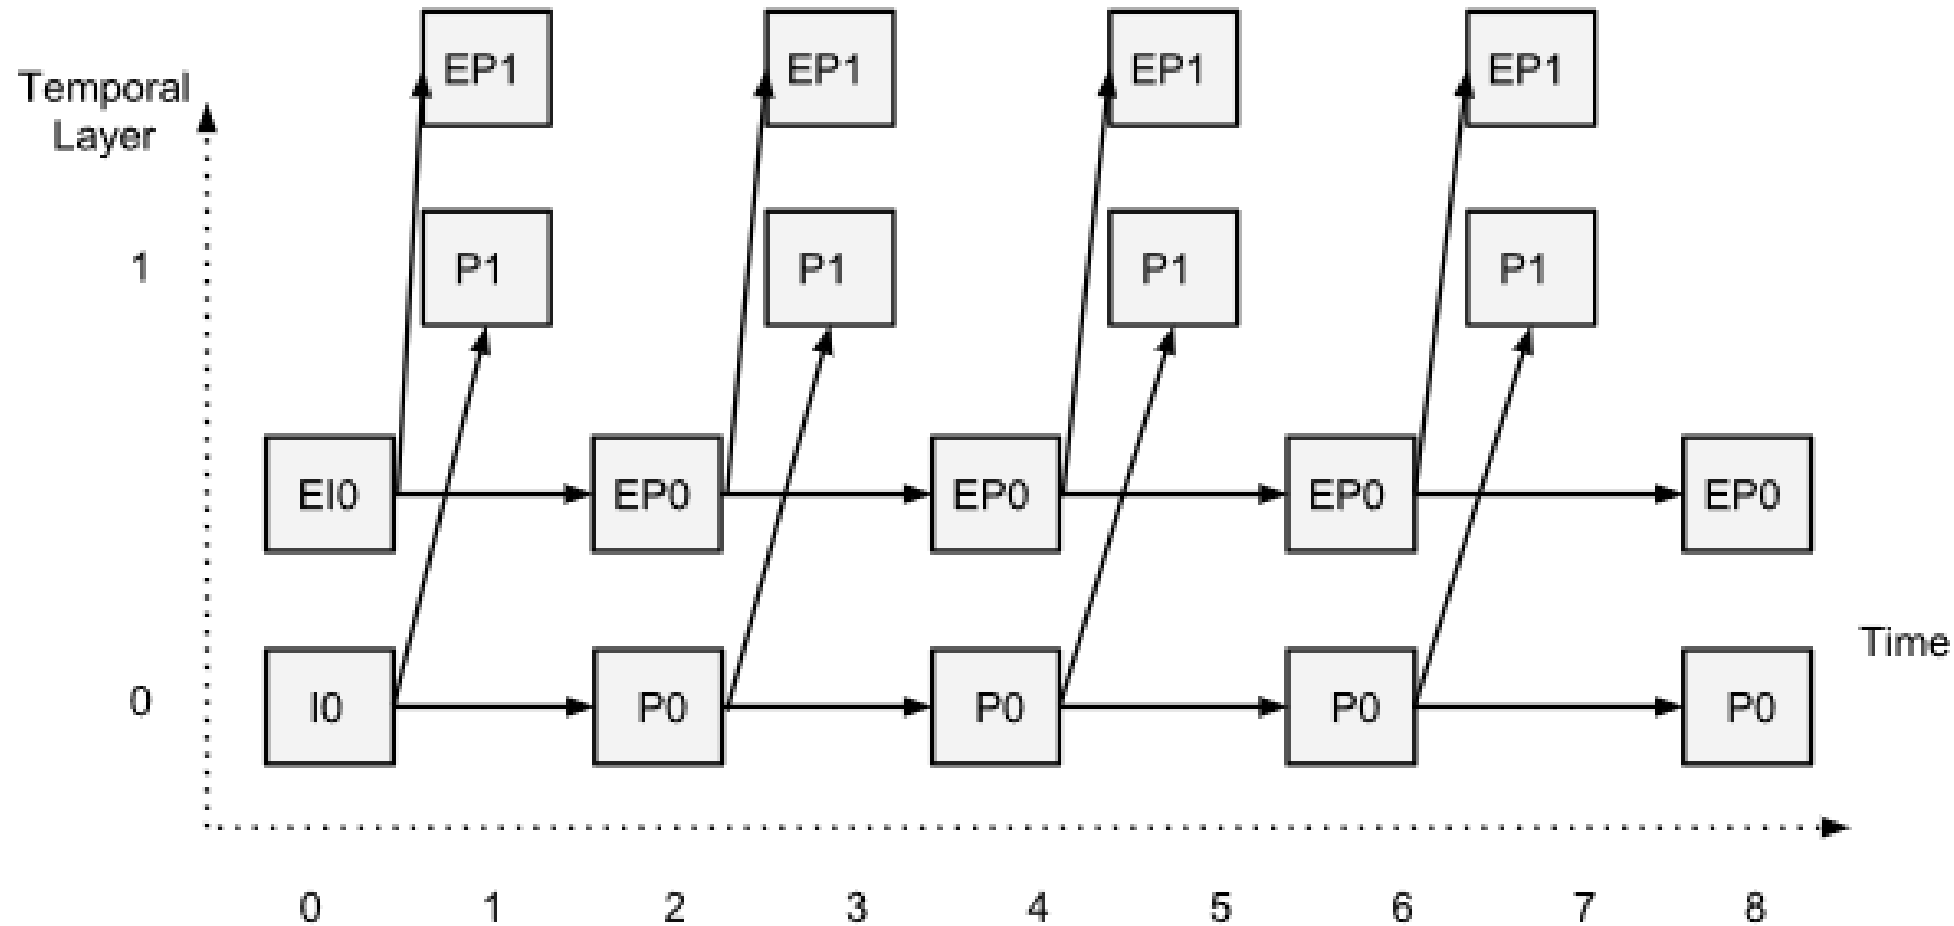 EP1 EP1 EP1 EP1
Temporal
Layer
1 P1 P1 P1 P1
EI0 EP0 EP0 EP0 EP0
Time
0 I0 P0 P0 P0 P0
0 1 2 3 4 5 6 7 8